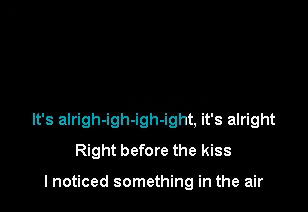 It's alrigh-igh-igh-ight, it's alright
Right before the kiss
I noticed something in the air